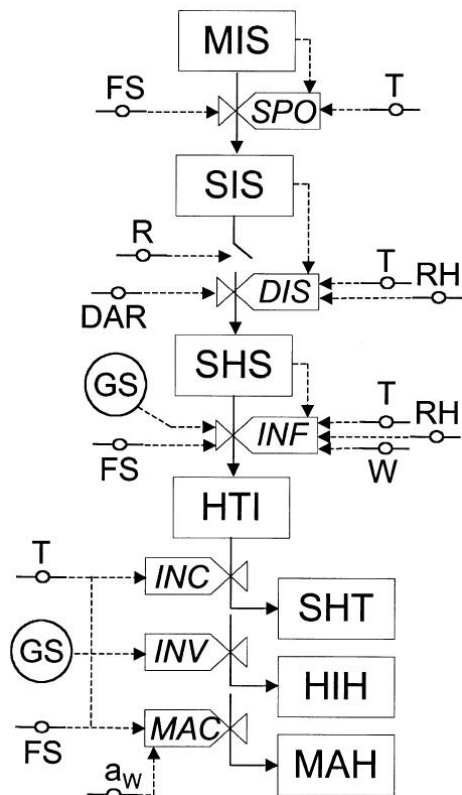 MIS
FS
SPO
T
SIS
R
T
RH
DAR
DIS
SHS
GS
T
RH
FS
INF
W
HTI
T
INC
SHT
GS
INV
HIH
FS
MAC
MAH
aw